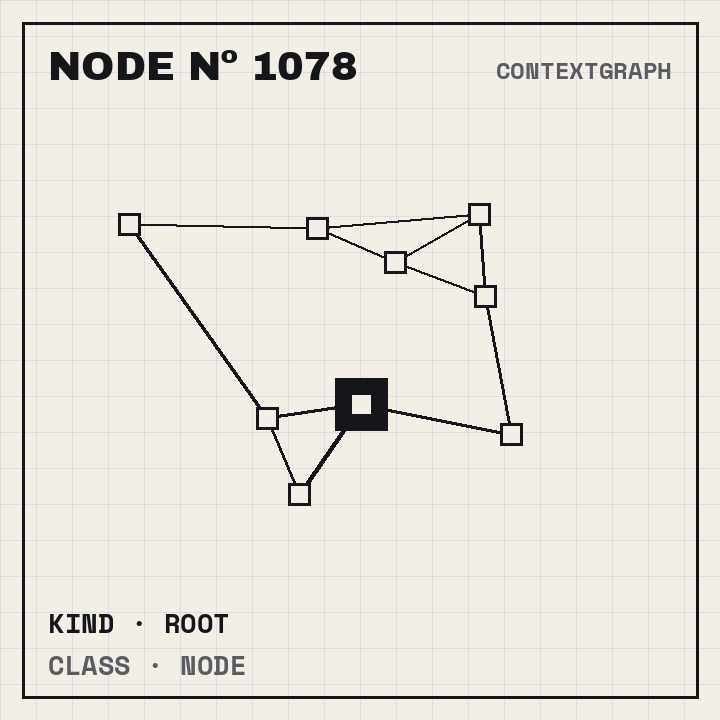 NODE Nº 1078
CONTEXTGRAPH
KIND · ROOT
CLASS · NODE